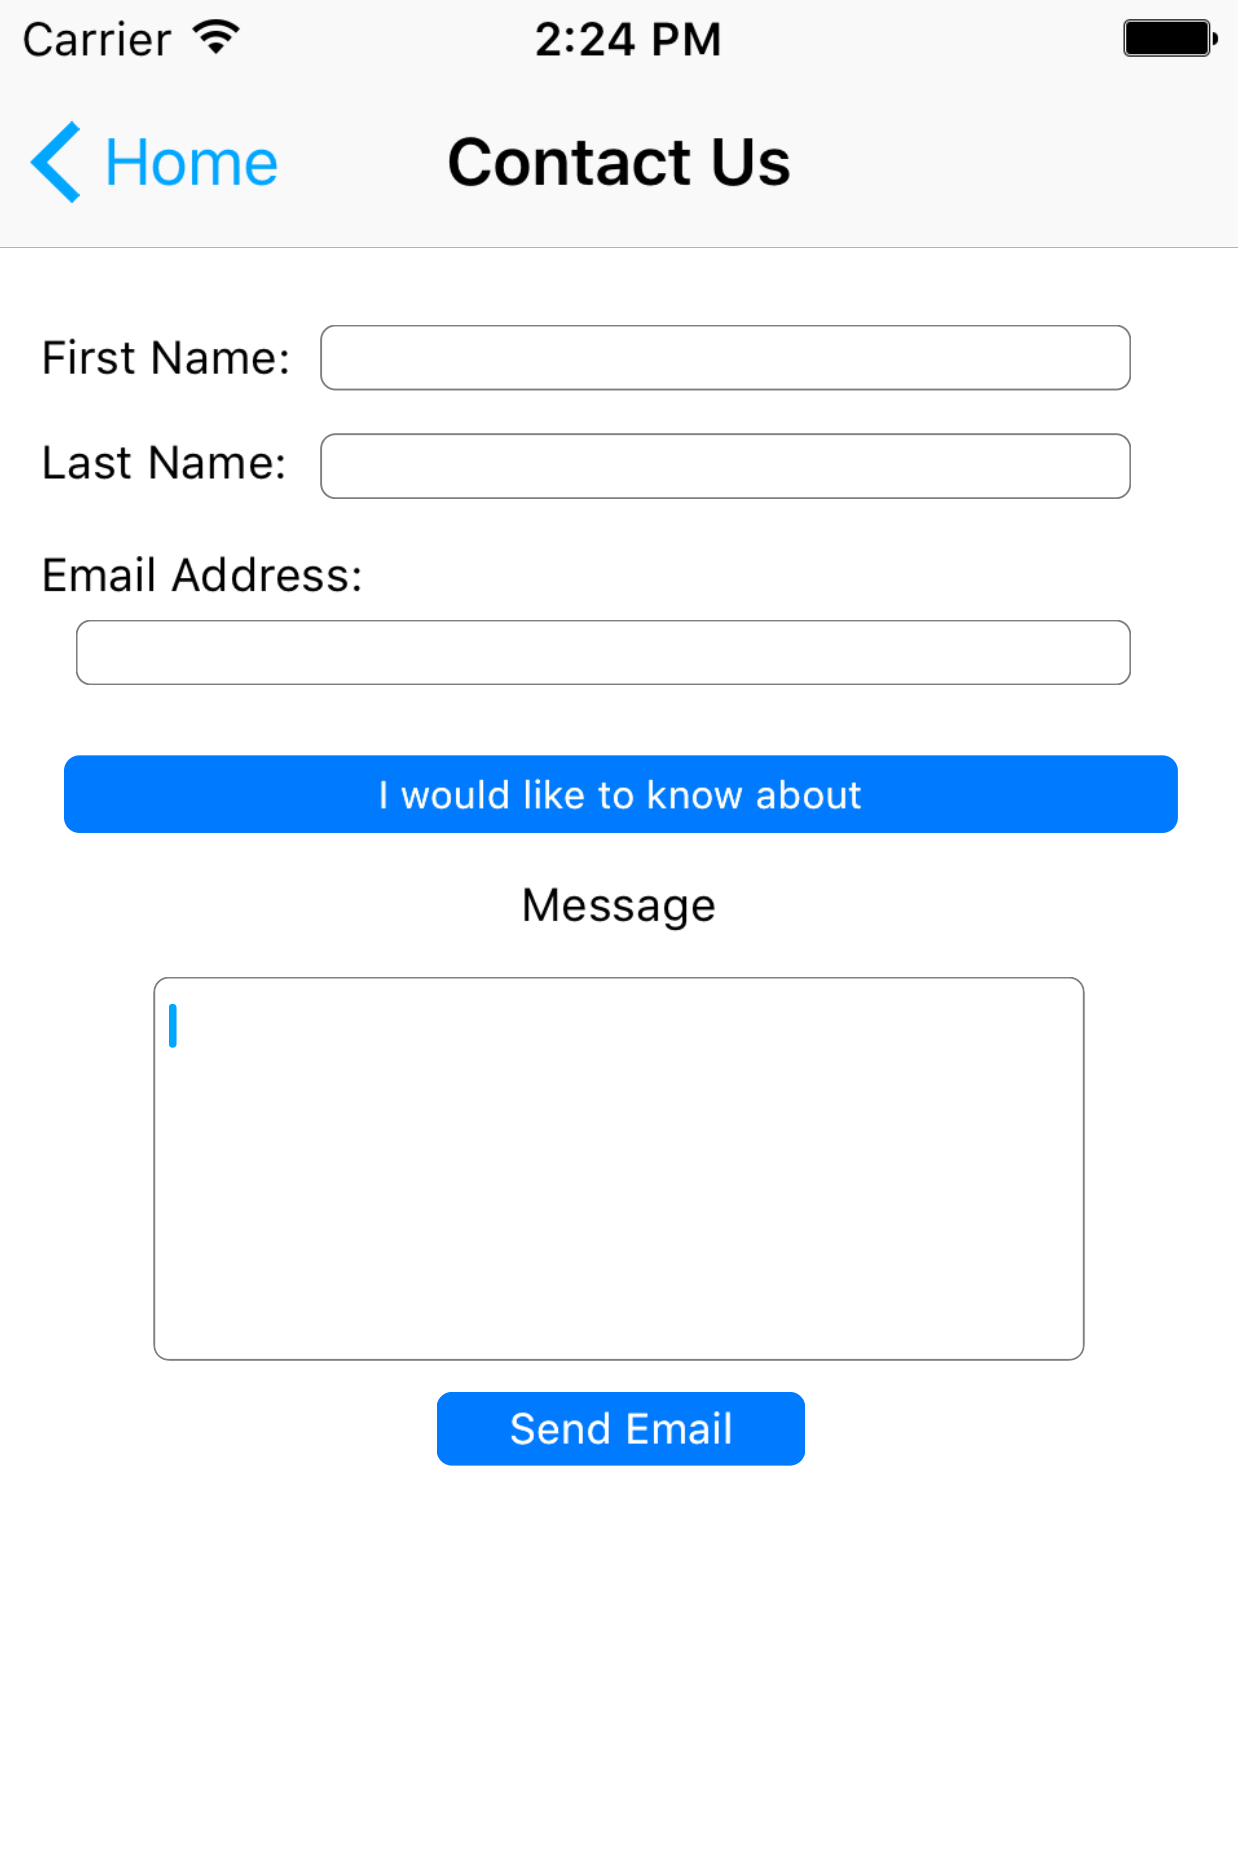 Carrier 2:24 PM
Home Contact Us
First Name:
Last Name:
Email Address:
I would like to know about
Message
Send Email